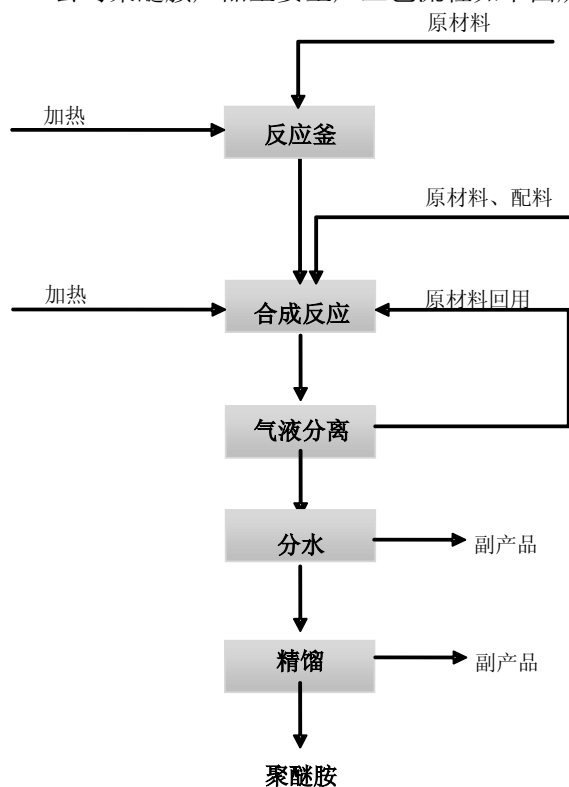 原材料
加热
反应釜
原材料、配料
加热
合成反应
原材料回用
气液分离
分水
副产品
精馏
副产品
聚醚胺